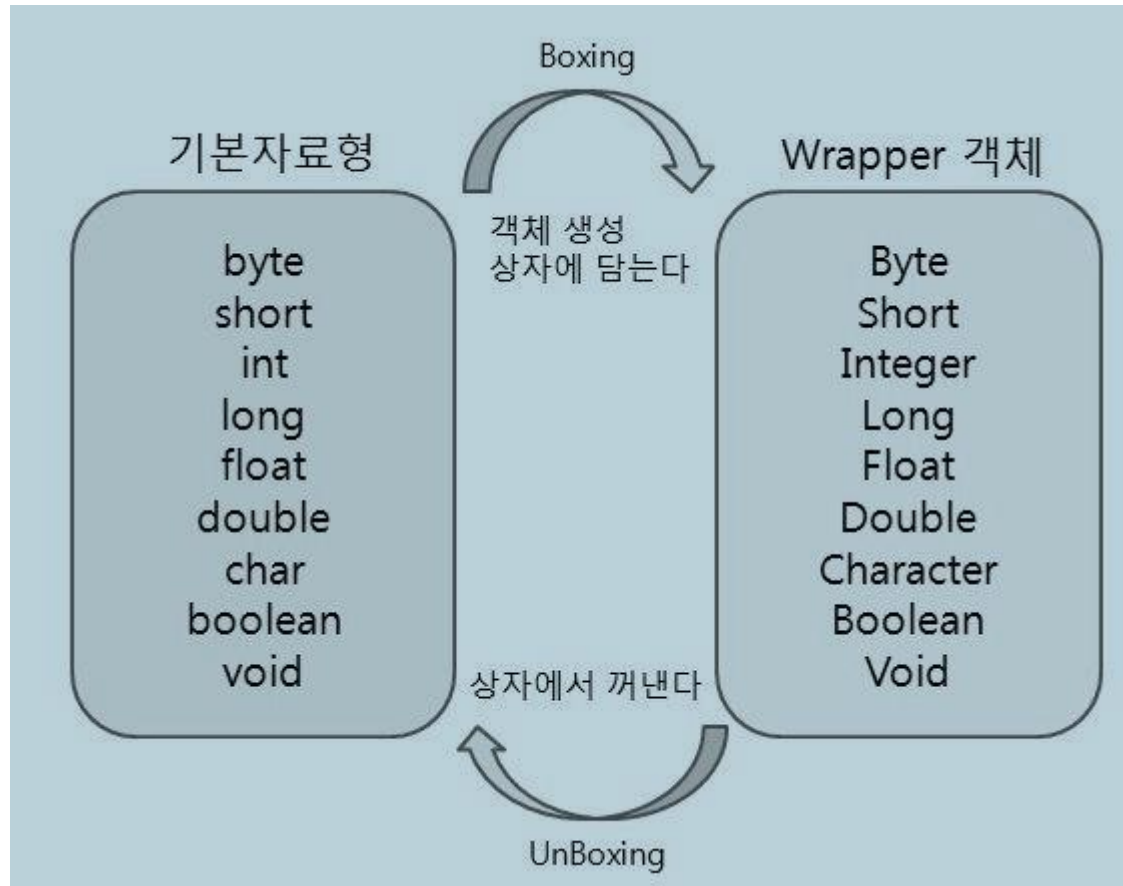 Boxing
기본자료형
Wrapper 객체
객체 생성
상자에 담는다
byte
short
int
long
float
double
char
boolean
void
Byte
Short
Integer
Long
Float
Double
Character
Boolean
Void
상자에서 꺼낸다
UnBoxing